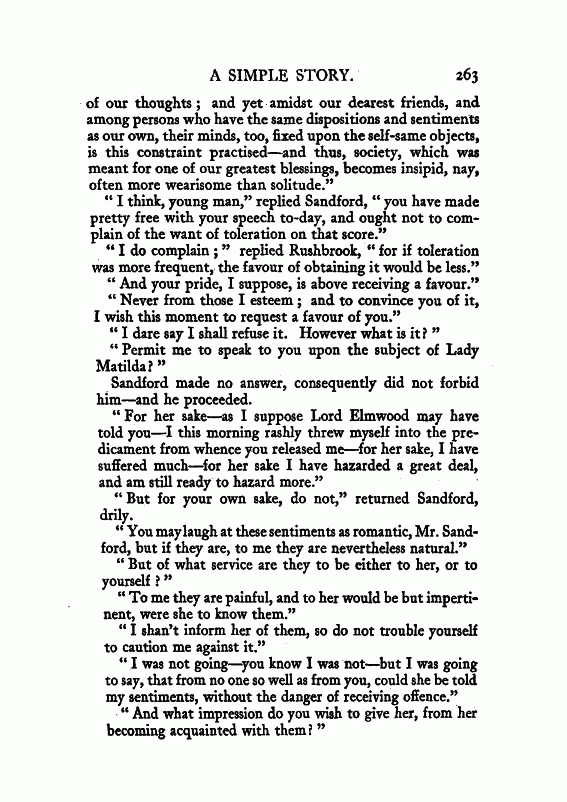 A SIMPLE STORY. 263
of our thoughts ; and yet amidst our dearest friends, and
among persons who have the same dispositions and sentiments
as our own, their minds, too, fixed upon the self-same objects,
is this constraint practised—and thus, society, which was
meant for one of our greatest blessings, becomes insipid, nay,
often more wearisome than solitude.”
“ I think, young man,” replied Sandford, “ you have made
pretty free with your speech to-day, and ought not to com-
plain of the want of toleration on that score.”
“ I do complain ; ” replied Rushbrook, “ for if toleration
was more frequent, the favour of obtaining it would be less.”
“ And your pride, I suppose, is above receiving a favour.”
“ Never from those I esteem ; and to convince you of it,
I wish this moment to request a favour of you.”
“ I dare say I shall refuse it. However what is it? ”
“ Permit me to speak to you upon the subject of Lady
Matilda? ”
Sandford made no answer, consequently did not forbid
him—and he proceeded.
“ For her sake—as I suppose Lord Elmwood may have
told you—I this morning rashly threw myself into the pre-
dicament from whence you released me—for her sake, I have
suffered much—for her sake I have hazarded a great deal,
and am still ready to hazard more.”
“ But for your own sake, do not,” returned Sandford,
drily.
“ You may laugh at these sentiments as romantic, Mr. Sand-
ford, but if they are, to me they are nevertheless natural.”
“ But of what service are they to be either to her, or to
yourself ? ”
“ To me they are painful, and to her would be but imperti-
nent, were she to know them.”
“ I shan’t inform her of them, so do not trouble yourself
to caution me against it.”
“ I was not going—you know I was not—but I was going
to say, that from no one so well as from you, could she be told
my sentiments, without the danger of receiving offence.”
“ And what impression do you wish to give her, from her
becoming acquainted with them? ”